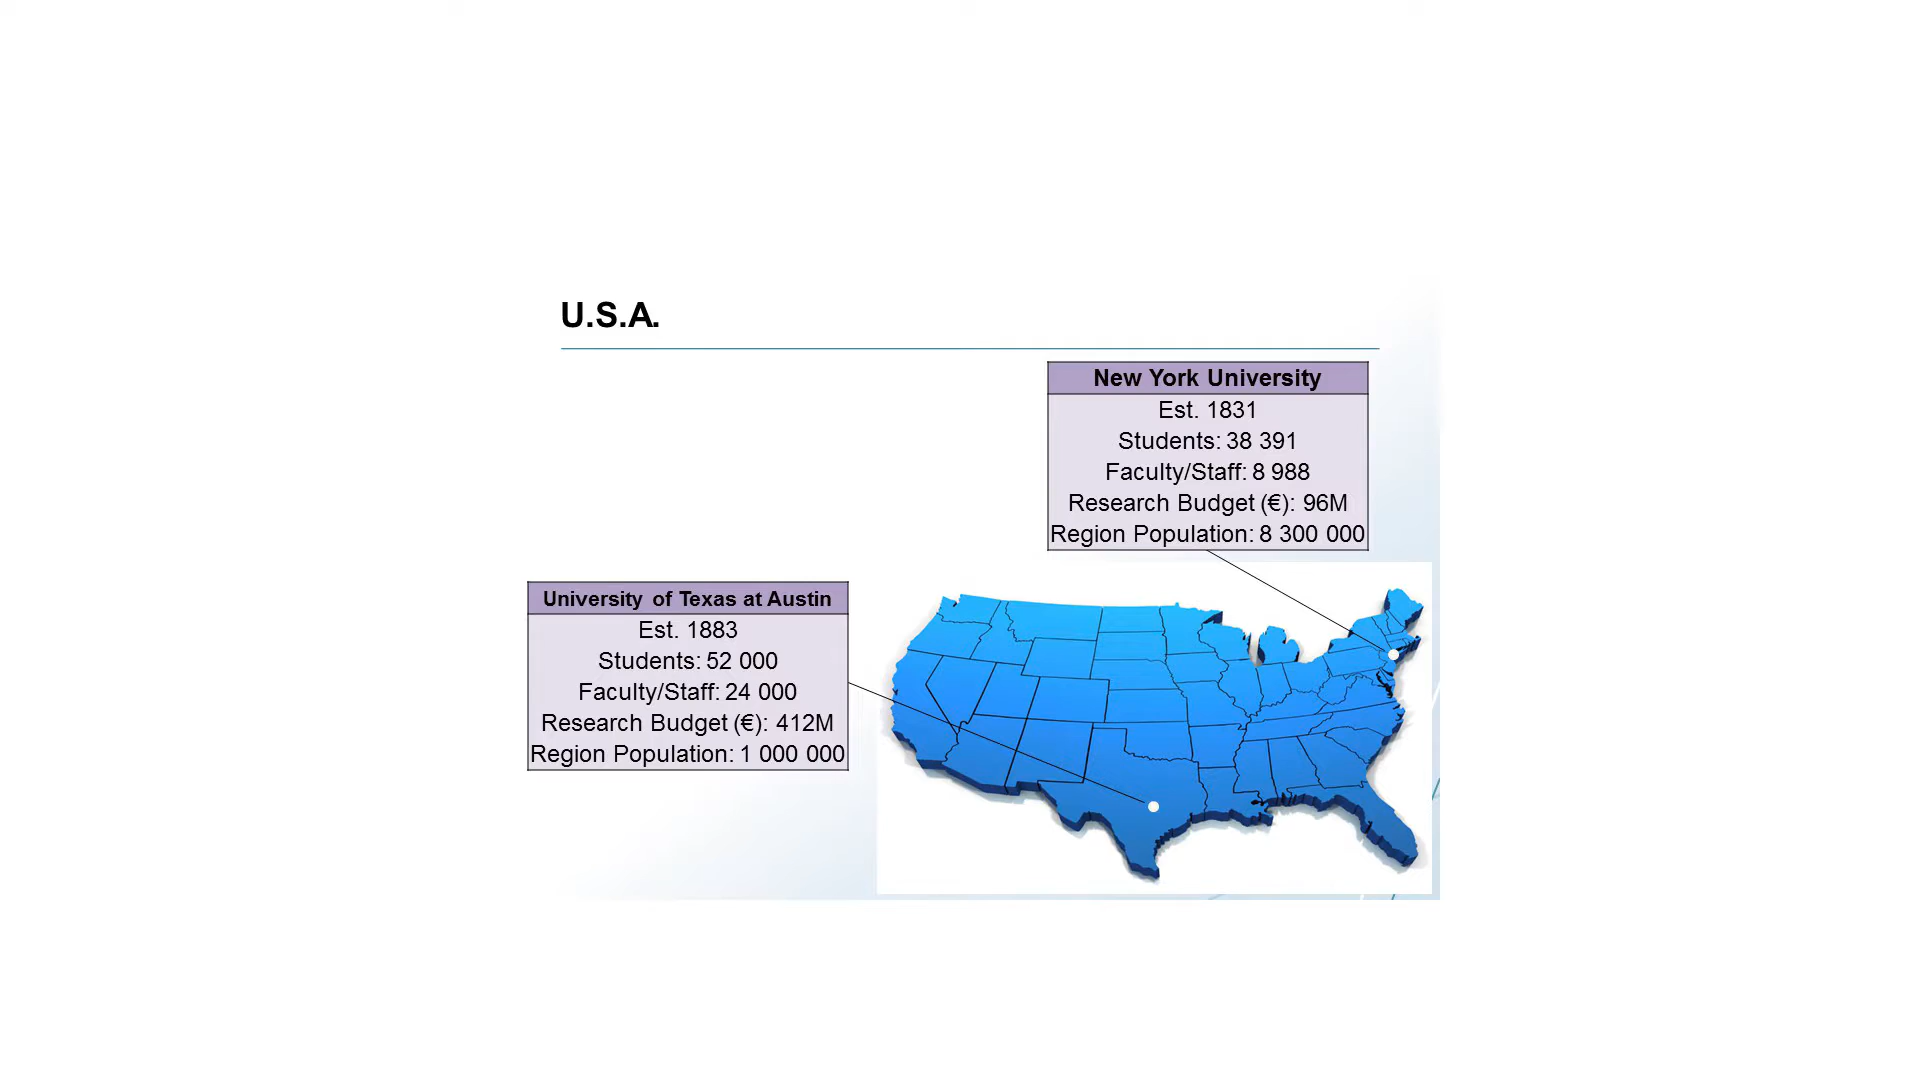 U.S.A.
New York University
Est. 1831
Students: 38 391
Faculty/Staff: 8 988
Research Budget (€): 96M
Region Population: 8 300 000
University of Texas at Austin
Est. 1883
Students: 52 000
Faculty/Staff: 24 000
Research Budget (€): 412M
Region Population: 1 000 000